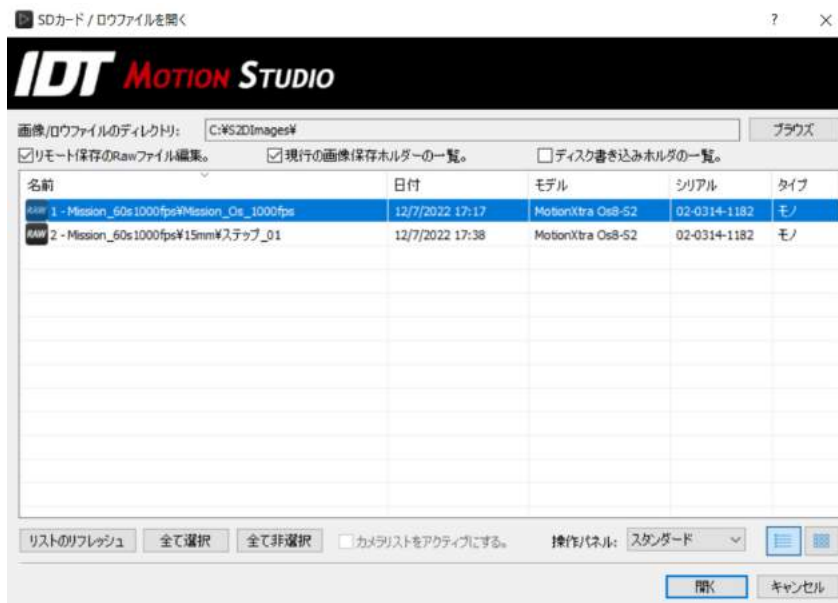 SDカード / ロウファイルを開く ? ×
IDT MOTION STUDIO
画像/ロウファイルのディレクトリ: C:¥S2DImages¥ ブラウズ
リモート保存のRawファイル編集。 現行の画像保存ホルダーの一覧。 ディスク書き込みホルダの一覧。
名前 日付 モデル シリアル タイプ
RAW 1 - Mission_60s1000fps¥Mission_Os_1000fps 12/7/2022 17:17 MotionXtra Os8-S2 02-0314-1182 モノ
RAW 2 - Mission_60s1000fps¥15mm¥ステップ_01 12/7/2022 17:38 MotionXtra Os8-S2 02-0314-1182 モノ
リストのリフレッシュ 全て選択 全て非選択 カメラリストをアクティブにする。 操作パネル: スタンダード
開く キャンセル